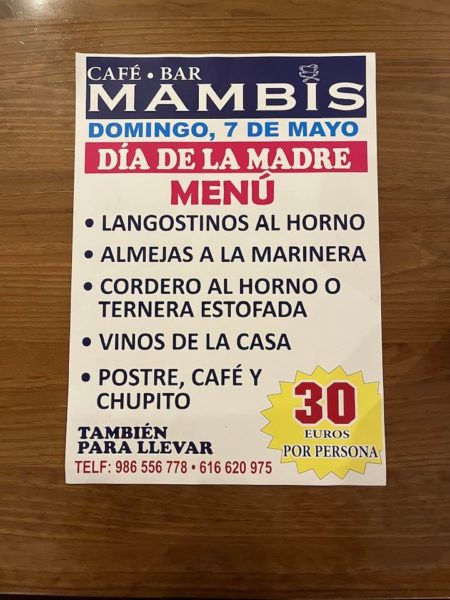 CAFÉ • BAR
MAMBIS
DOMINGO, 7 DE MAYO
DÍA DE LA MADRE
MENÚ
• LANGOSTINOS AL HORNO
• ALMEJAS A LA MARINERA
• CORDERO AL HORNO O
TERNERA ESTOFADA
• VINOS DE LA CASA
• POSTRE, CAFÉ Y
CHUPITO
30
EUROS
POR PERSONA
TAMBIÉN
PARA LLEVAR
TELF: 986 556 778 • 616 620 975